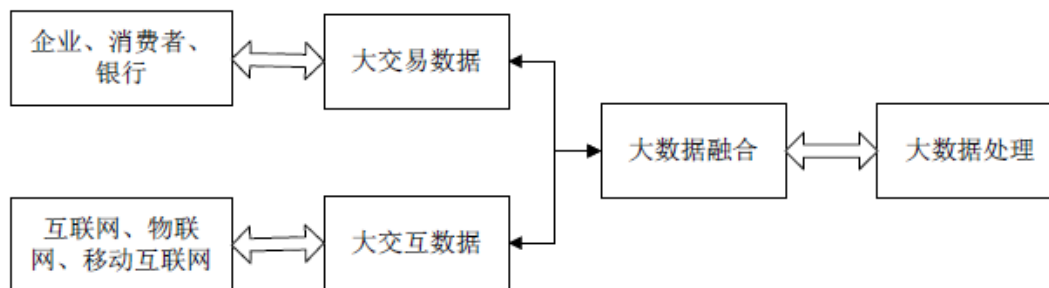 企业、消费者、
银行
大交易数据
大数据融合
大数据处理
互联网、物联
网、移动互联网
大交互数据